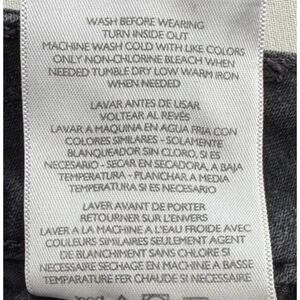 WASH BEFORE WEARING
TURN INSIDE OUT
MACHINE WASH COLD WITH LIKE COLORS
ONLY NON-CHLORINE BLEACH WHEN
NEEDED TUMBLE DRY LOW WARM IRON
WHEN NEEDED
LAVAR ANTES DE USAR
VOLTEAR AL REVÉS
LAVAR A MAQUINA EN AGUA FRIA CON
COLORES SIMILARES - SOLAMENTE
BLANQUEADOR SIN CLORO, SI ES
NECESARIO - SECAR EN SECADORA, A BAJA
TEMPERATURA - PLANCHAR A MEDIA
TEMPERATURA SI ES NECESARIO
LAVER AVANT DE PORTER
RETOURNER SUR L'ENVERS
LAVER A LA MACHINE A L'EAU FROIDE AVEC
COULEURS SIMILAIRES SEULEMENT AGENT
DE BLANCHIMENT SANS CHLORE SI
NECESSAIRE SECHAGE EN MACHINE A BASSE
TEMPARATURE FER CHAUDE SI NECESSAIRE